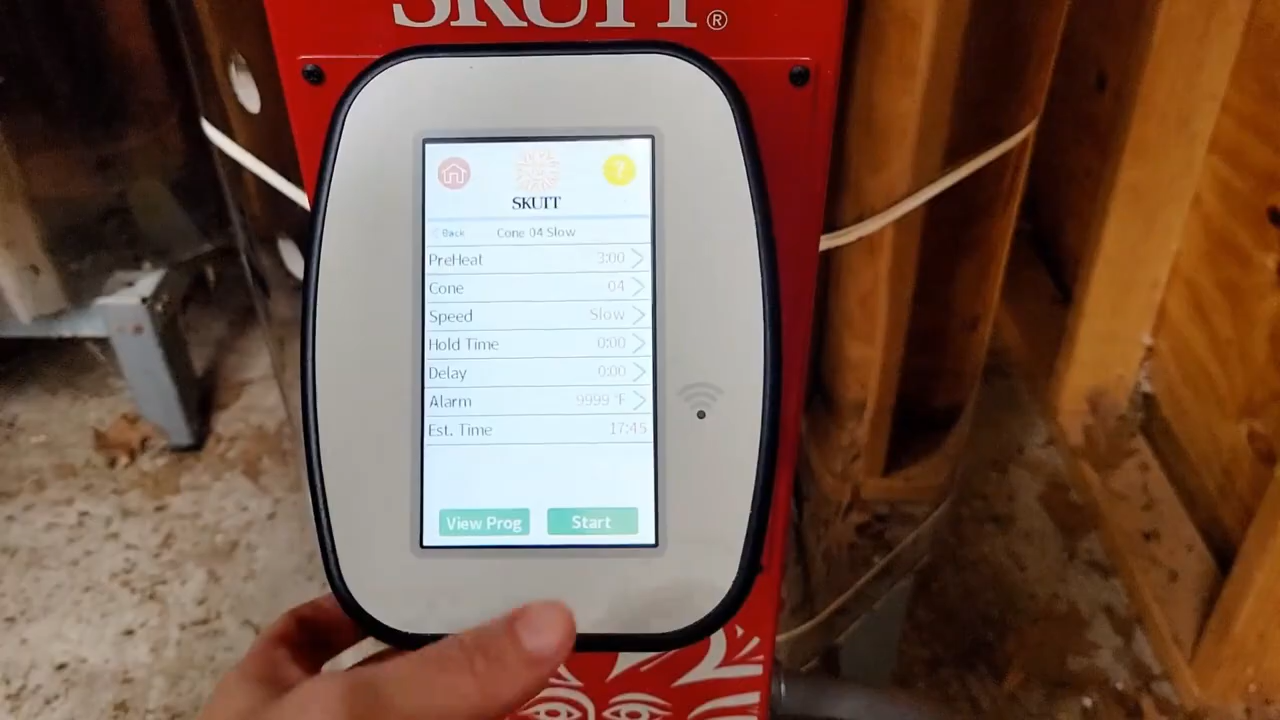 SKUTT®
?
SKUTT
Back Cone 04 Slow
PreHeat 3:00
Cone 04
Speed Slow
Hold Time 0:00
Delay 0:00
Alarm 9999 °F
Est. Time 17:45
View Prog Start